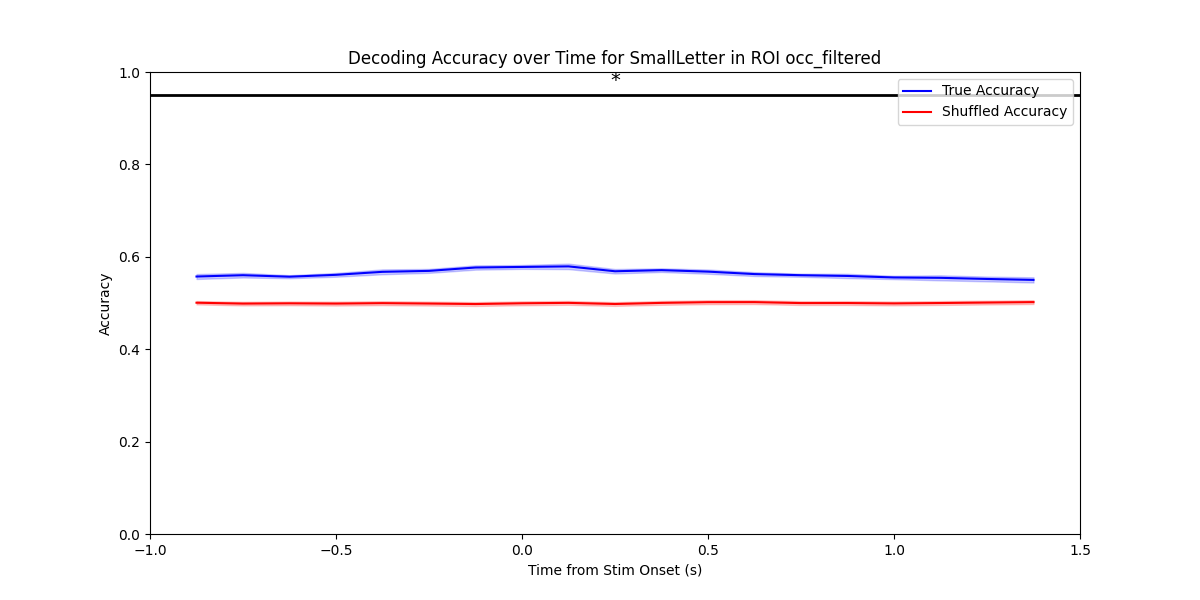 Decoding Accuracy over Time for SmallLetter in ROI occ_filtered
*
True Accuracy
Shuffled Accuracy
1.0
0.8
0.6
0.4
0.2
0.0
Accuracy
−1.0 −0.5 0.0 0.5 1.0 1.5
Time from Stim Onset (s)